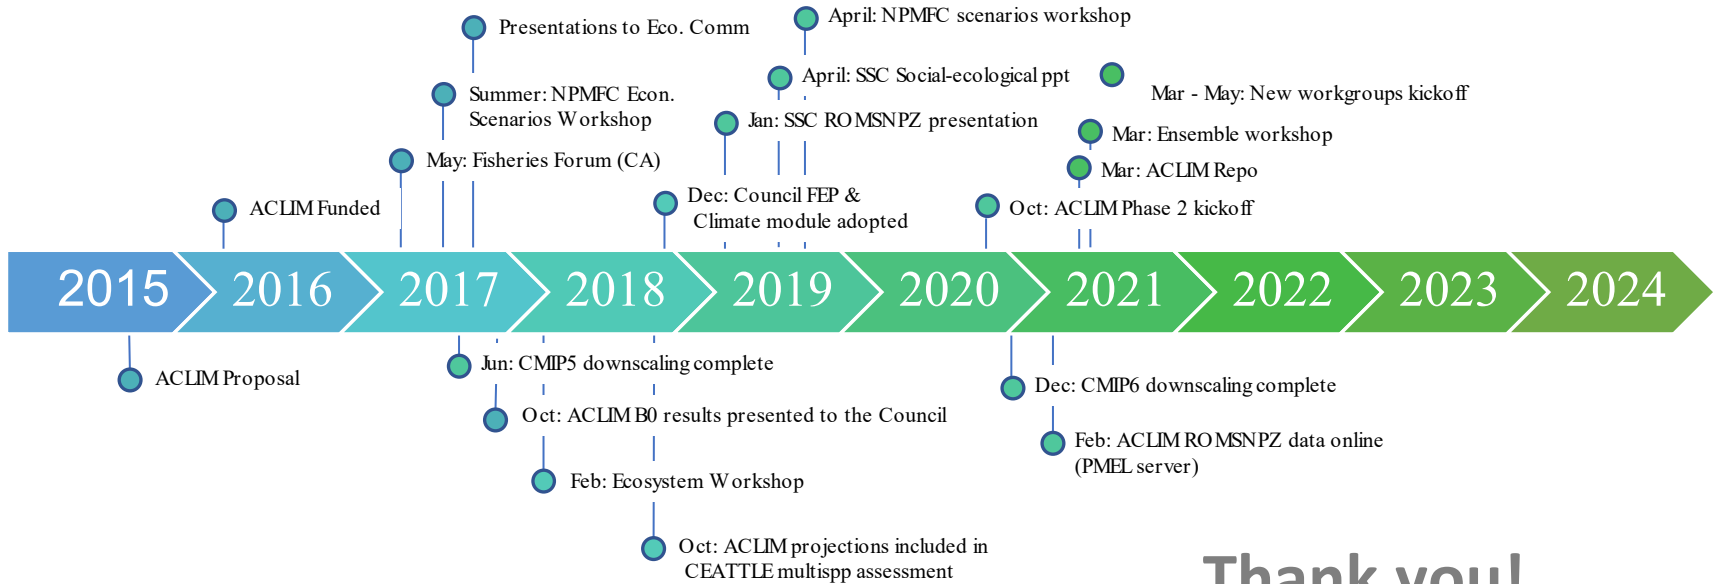 Presentations to Eco. Comm
April: NPMFC scenarios workshop
Summer: NPMFC Econ.
Scenarios Workshop
April: SSC Social-ecological ppt
Mar - May: New workgroups kickoff
Jan: SSC ROMSNPZ presentation
Mar: Ensemble workshop
May: Fisheries Forum (CA)
Mar: ACLIM Repo
ACLIM Funded
Dec: Council FEP &
Climate module adopted
Oct: ACLIM Phase 2 kickoff
2015 2016 2017 2018 2019 2020 2021 2022 2023 2024
ACLIM Proposal
Jun: CMIP5 downscaling complete
Dec: CMIP6 downscaling complete
Oct: ACLIM B0 results presented to the Council
Feb: ACLIM ROMSNPZ data online
(PMEL server)
Feb: Ecosystem Workshop
Oct: ACLIM projections included in
CEATTLE multispp assessment
Thank you!